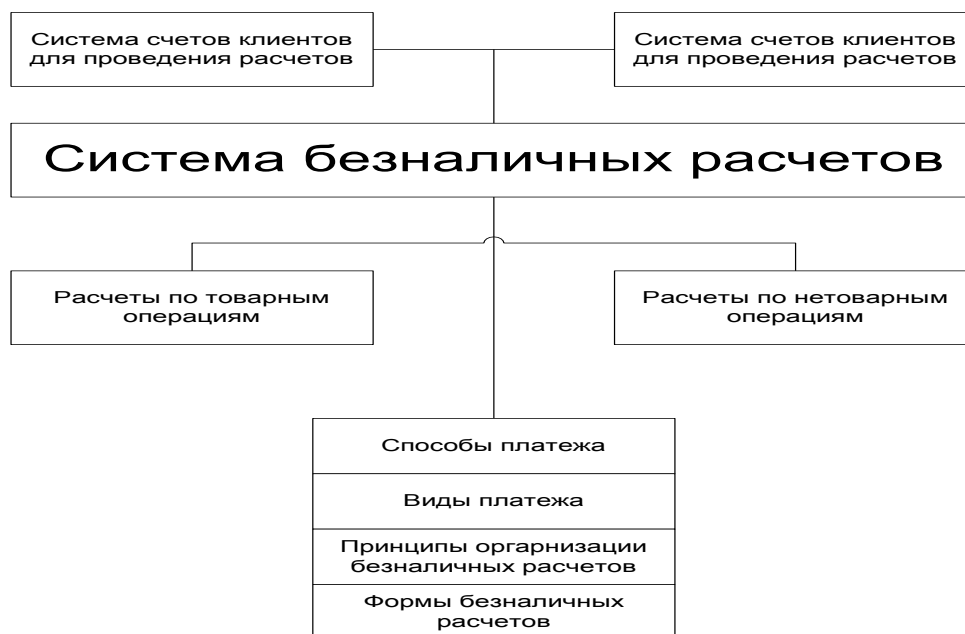 Система счетов клиентов
для проведения расчетов
Система счетов клиентов
для проведения расчетов
Система безналичных расчетов
Расчеты по товарным
операциям
Расчеты по нетоварным
операциям
Способы платежа
Виды платежа
Принципы оргарнизации
безналичных расчетов
Формы безналичных
расчетов